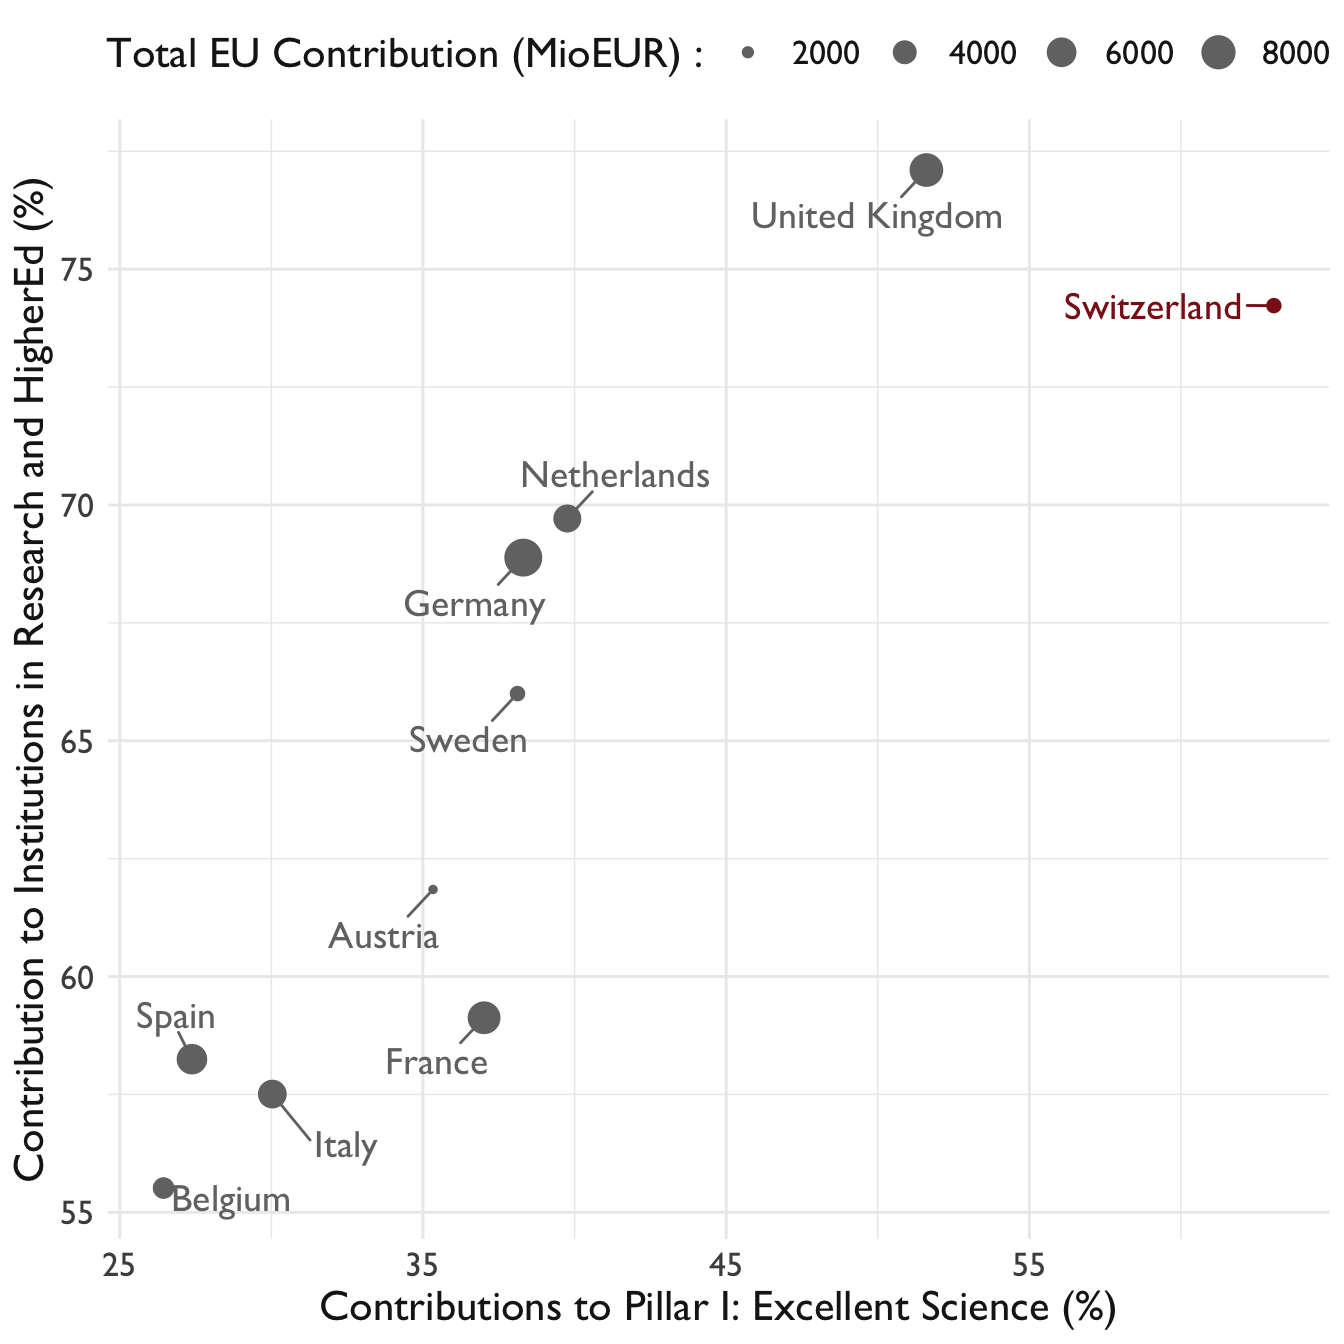 Total EU Contribution (MioEUR) : 2000 4000 6000 8000
Contribution to Institutions in Research and HigherEd (%)
United Kingdom
75
Switzerland
Netherlands
70
Germany
Sweden
65
Austria
60
Spain
France
Italy
Belgium
55
25 35 45 55
Contributions to Pillar I: Excellent Science (%)